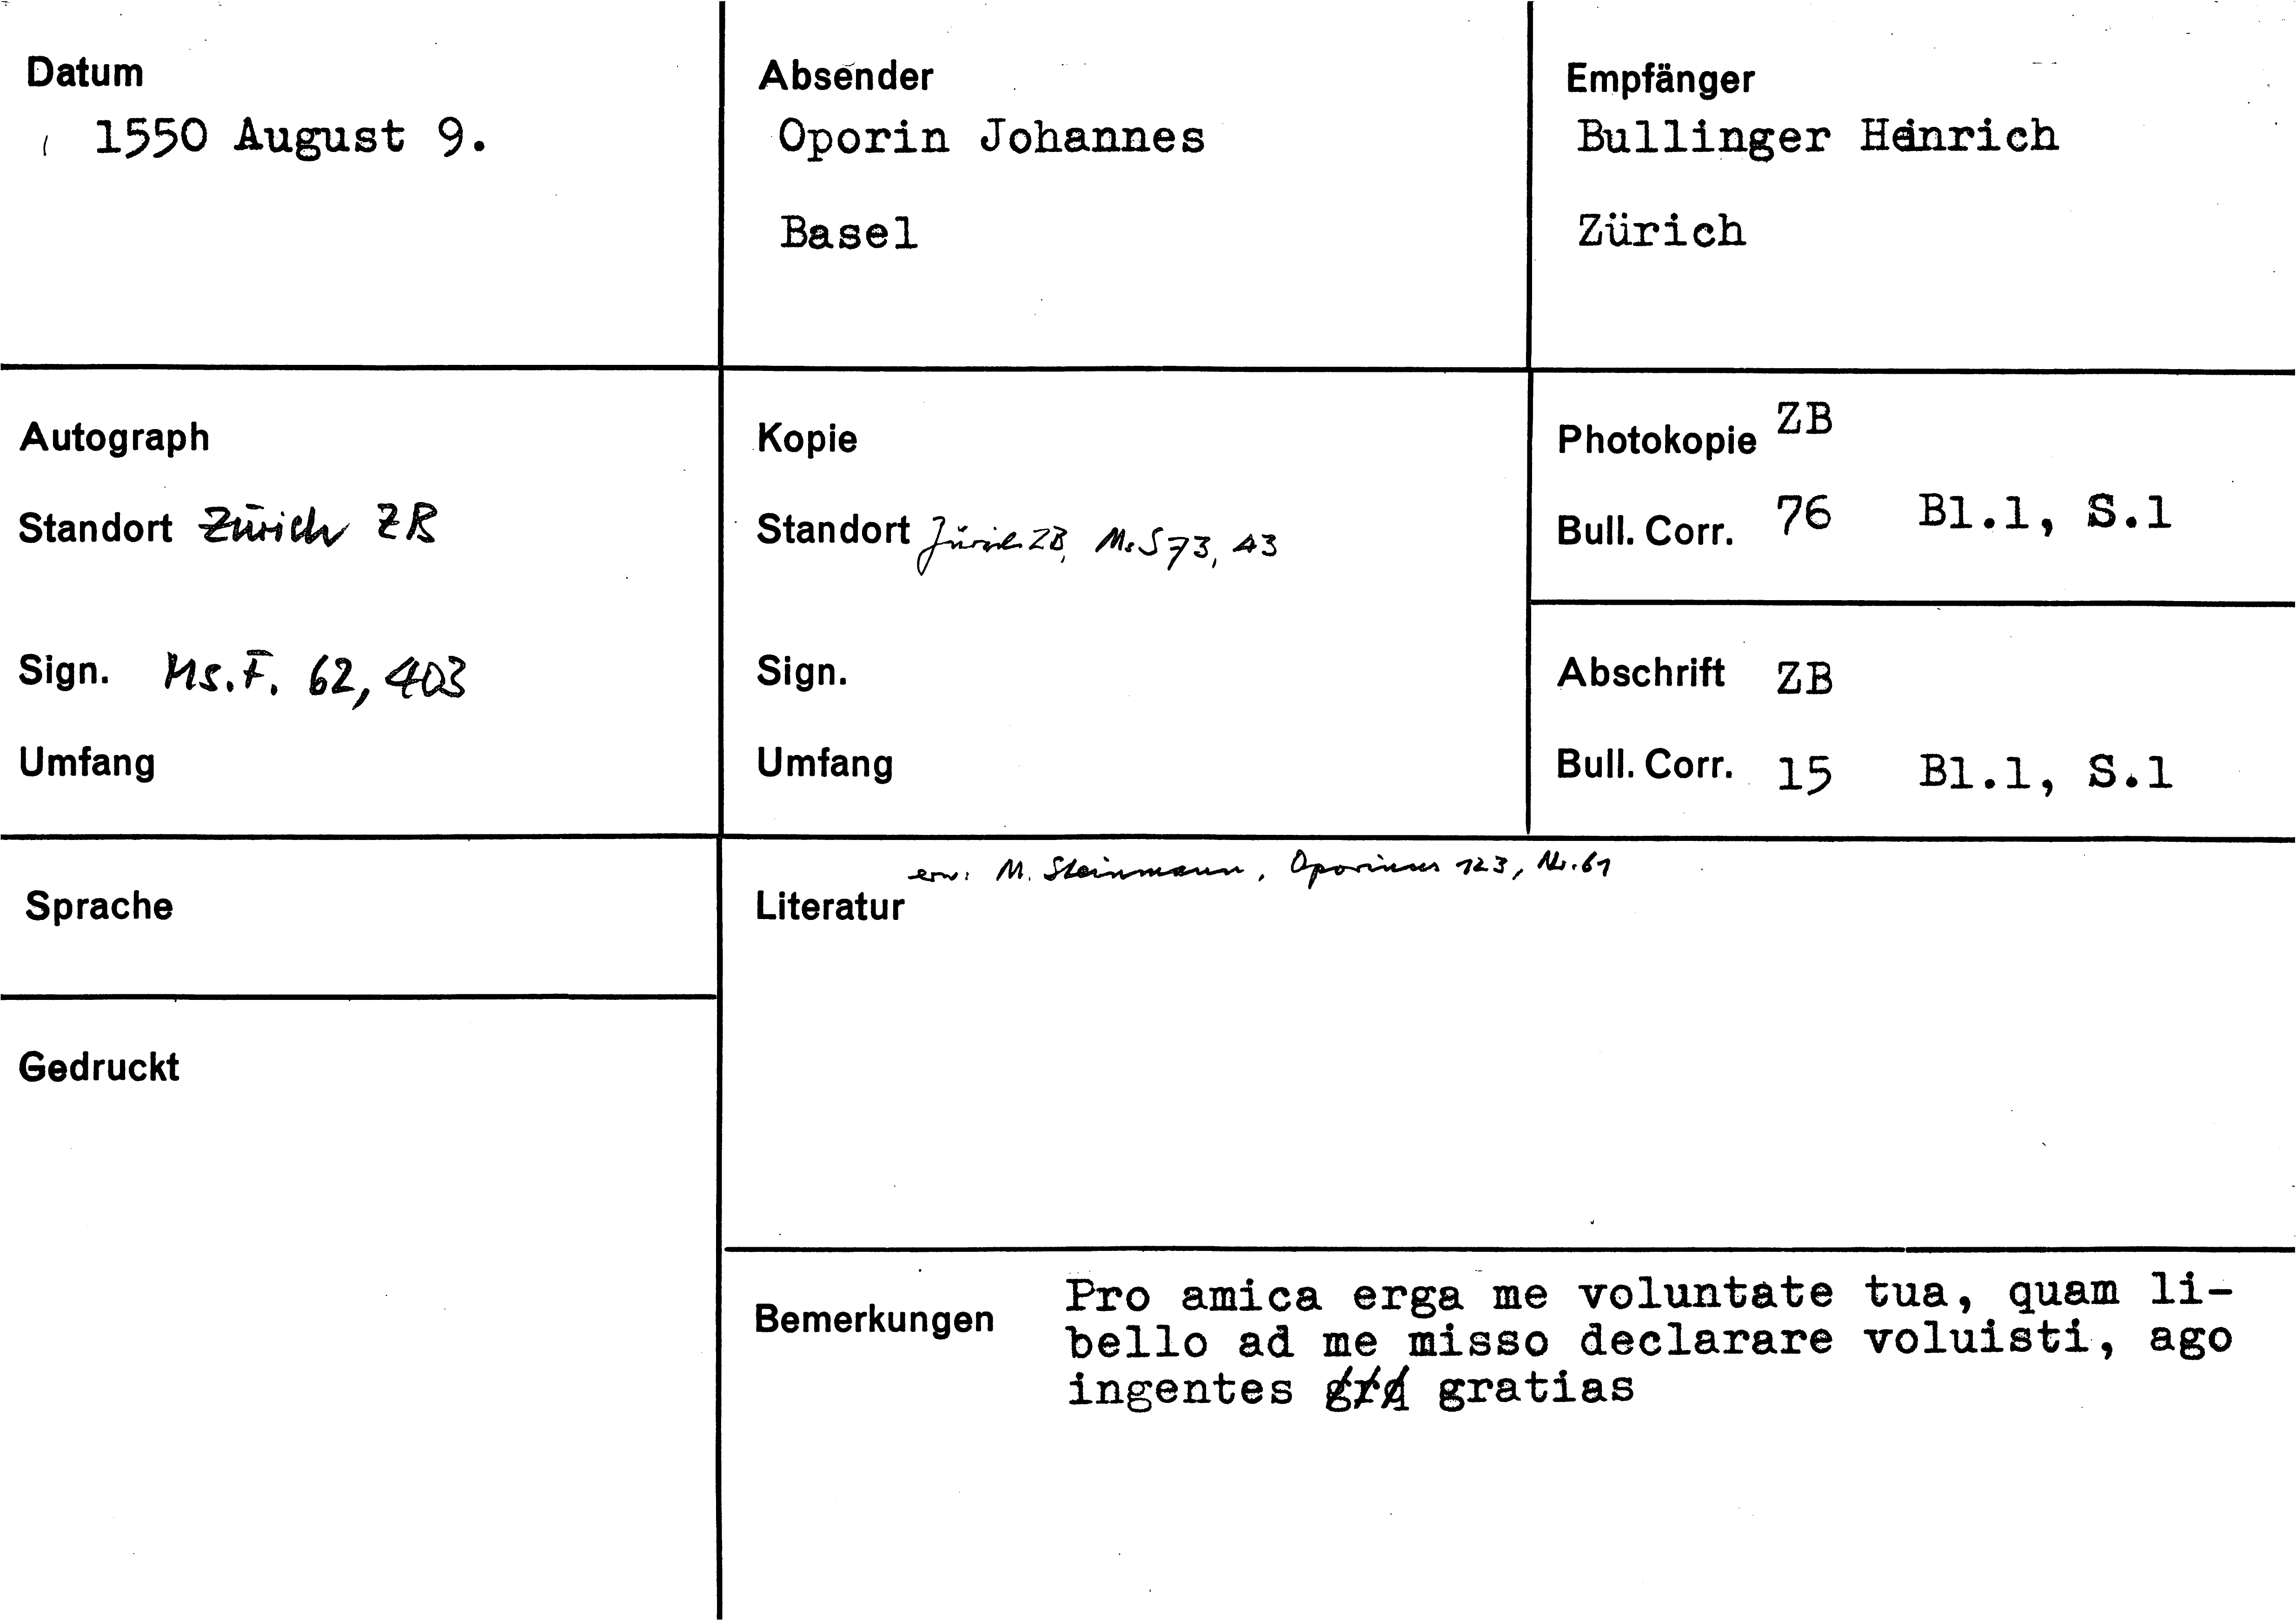 Datum
1550 August 9.
Absender
Oporin Johannes
Basel
Empfänger
Bullinger Heinrich
Zürich
Autograph
Standort Zürich ZB
Sign. Ms.F. 62, 403
Umfang
Kopie
Standort Zürich ZB, Ms S 73, 43
Sign.
Umfang
Photokopie ZB
Bull. Corr. 76 Bl.1, S.1
Abschrift ZB
Bull. Corr. 15 Bl.1, S.1
Sprache
Gedruckt
erw: M. Steinmann, Oporinus 123, Nr. 61
Literatur
Bemerkungen
Pro amica erga me voluntate tua, quam li-
bello ad me misso declarare voluisti, ago
ingentes gra gratias